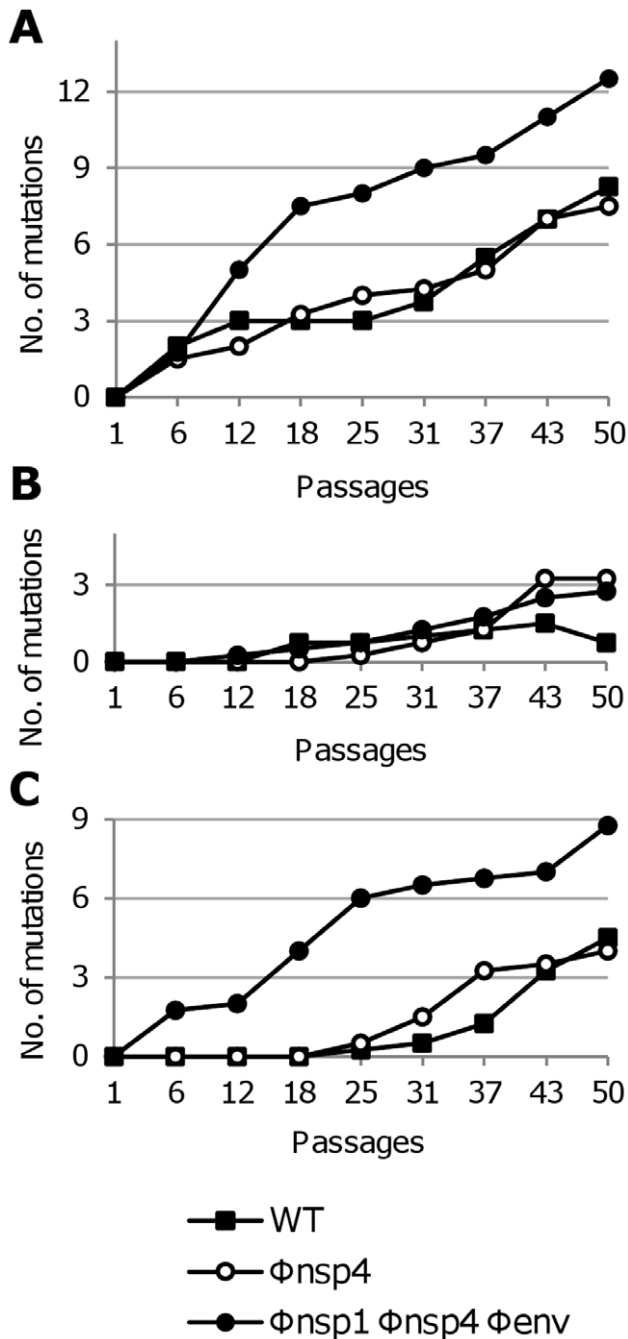 A
No. of mutations
12
9
6
3
0
1 6 12 18 25 31 37 43 50
Passages
B
No. of mutations
3
0
1 6 12 18 25 31 37 43 50
Passages
C
No. of mutations
9
6
3
0
1 6 12 18 25 31 37 43 50
Passages
WT
Φnsp4
Φnsp1 Φnsp4 Φenv